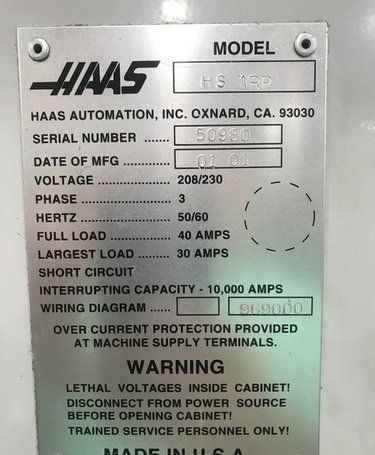 MODEL
HAAS HS 1RP
HAAS AUTOMATION, INC. OXNARD, CA. 93030
SERIAL NUMBER ...... 50980
DATE OF MFG ........... 01 01
VOLTAGE ................... 208/230
PHASE ........................ 3
HERTZ ........................ 50/60
FULL LOAD ................ 40 AMPS
LARGEST LOAD ........ 30 AMPS
SHORT CIRCUIT
INTERRUPTING CAPACITY - 10,000 AMPS
WIRING DIAGRAM ..... 969000
OVER CURRENT PROTECTION PROVIDED
AT MACHINE SUPPLY TERMINALS.
WARNING
LETHAL VOLTAGES INSIDE CABINET!
DISCONNECT FROM POWER SOURCE
BEFORE OPENING CABINET!
TRAINED SERVICE PERSONNEL ONLY!
MADE IN U.S.A.